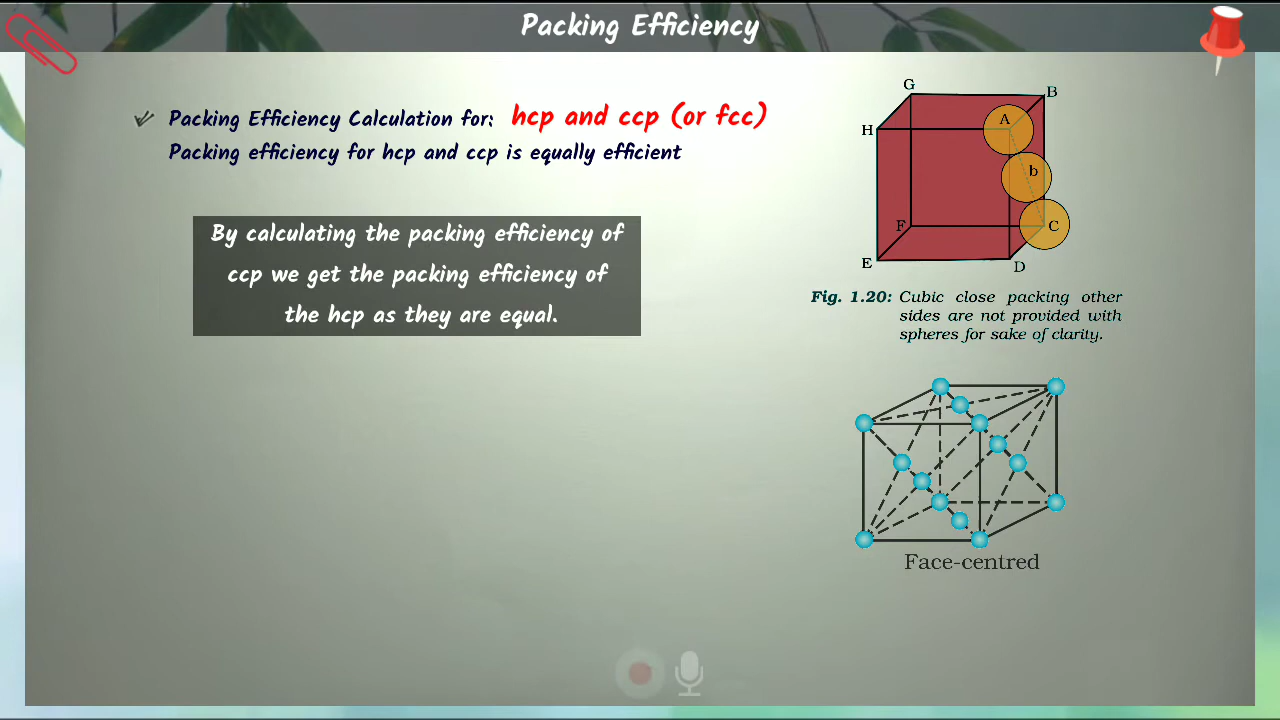 Packing Efficiency
Packing Efficiency Calculation for: hcp and ccp (or fcc)
Packing efficiency for hcp and ccp is equally efficient
By calculating the packing efficiency of
ccp we get the packing efficiency of
the hcp as they are equal.
G
B
H
A
b
F
C
E
D
Fig. 1.20: Cubic close packing other
sides are not provided with
spheres for sake of clarity.
Face-centred